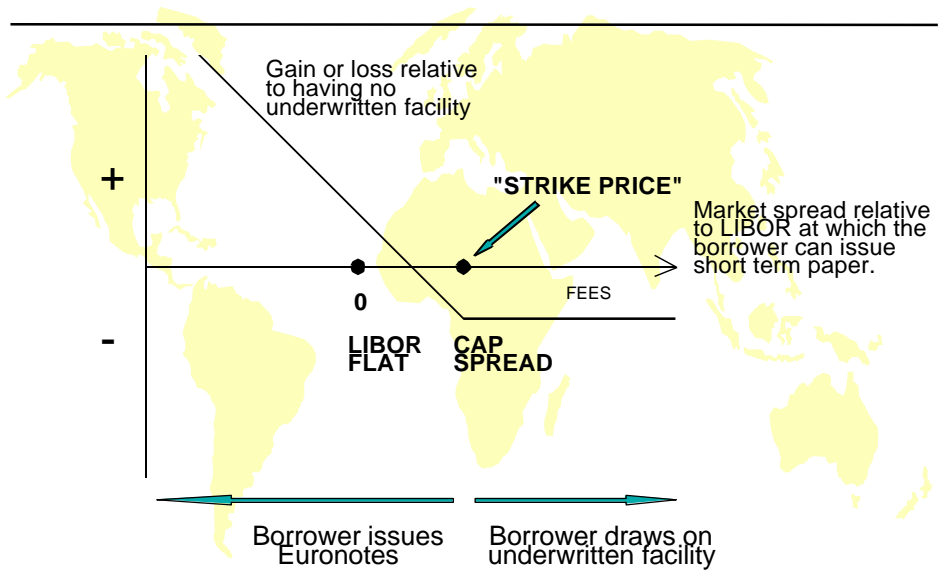 Gain or loss relative
to having no
underwritten facility
+
"STRIKE PRICE"
Market spread relative
to LIBOR at which the
borrower can issue
short term paper.
FEES
0
-
LIBOR
FLAT
CAP
SPREAD
Borrower issues
Euronotes
Borrower draws on
underwritten facility